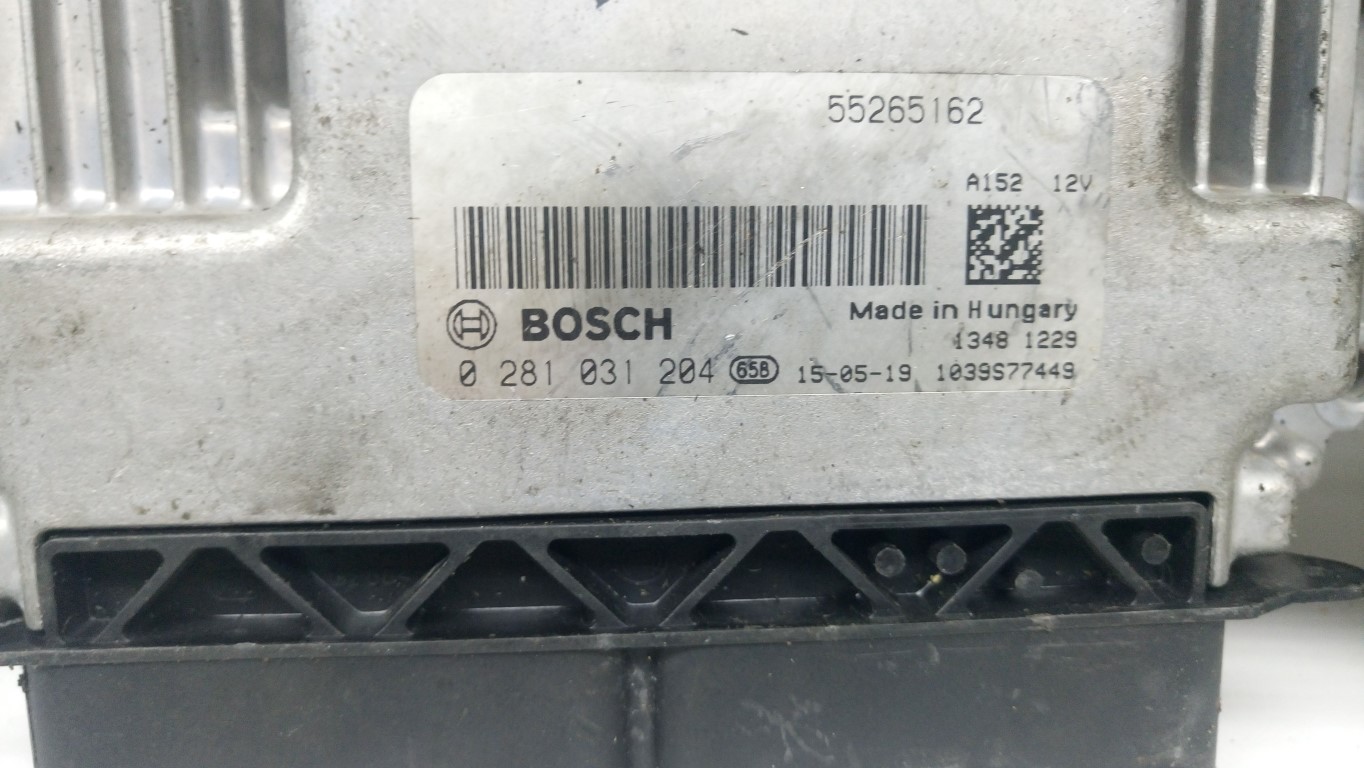 55265162
A152 12V
BOSCH
Made in Hungary
1348 1229
0 281 031 204 658 15-05-19 1039S77449